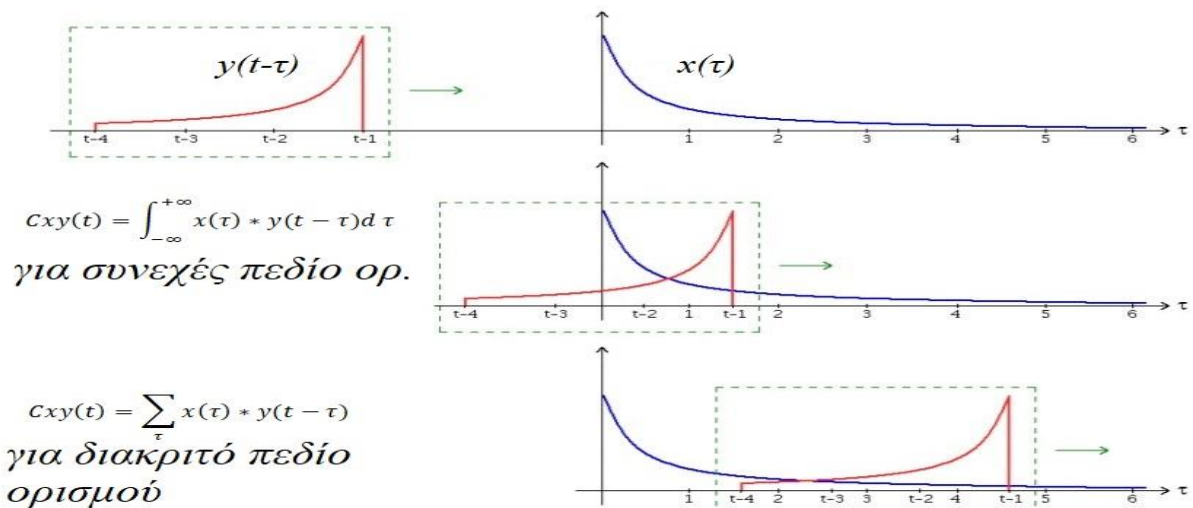 y(t-τ)
x(τ)
t-4 t-3 t-2 t-1 1 2 3 4 5 6 τ
Cxy(t) = ∫_{-∞}^{+∞} x(τ) * y(t − τ)d τ
για συνεχές πεδίο ορ.
t-4 t-3 t-2 1 t-1 2 3 4 5 6 τ
Cxy(t) = ∑_τ x(τ) * y(t − τ)
για διακριτό πεδίο
ορισμού
1 t-4 2 t-3 3 t-2 4 t-1 5 6 τ